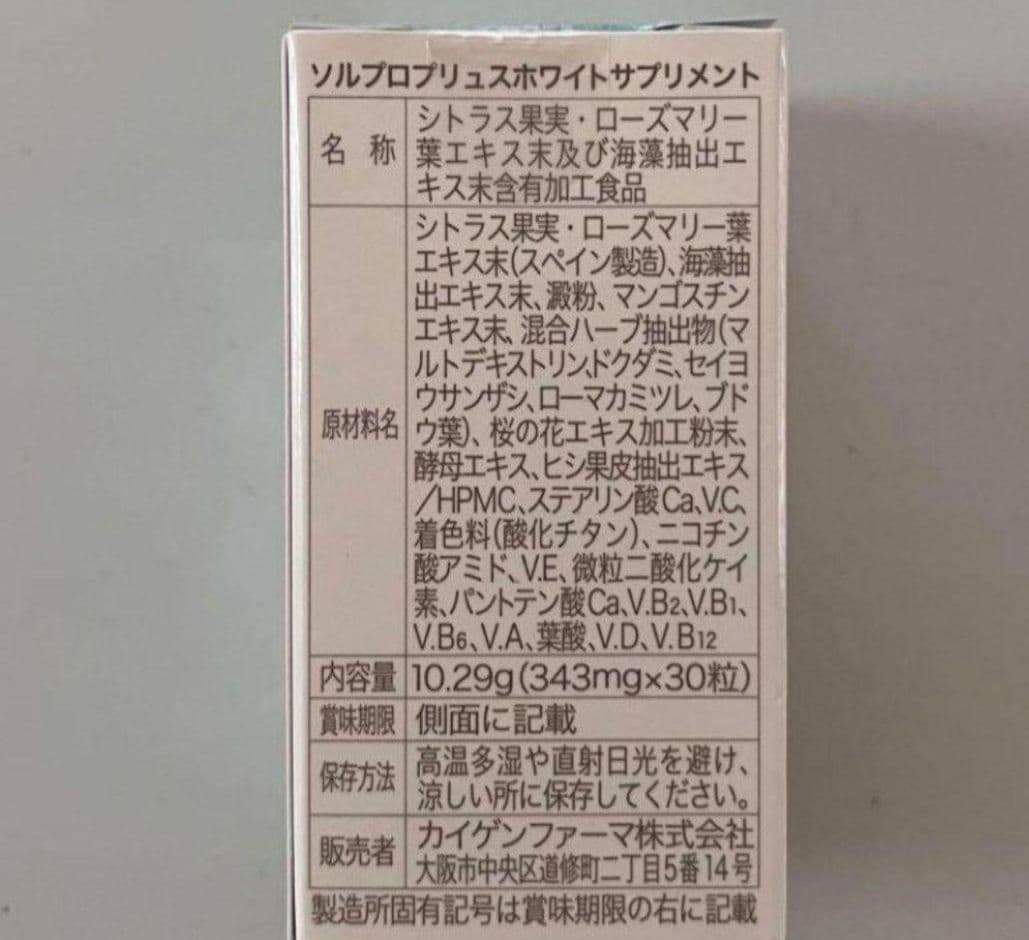 ソルプロプリュスホワイトサプリメント
名称
シトラス果実・ローズマリー
葉エキス末及び海藻抽出エ
キス末含有加工食品
原材料名
シトラス果実・ローズマリー葉
エキス末(スペイン製造)、海藻抽
出エキス末、澱粉、マンゴスチン
エキス末、混合ハーブ抽出物(マ
ルトデキストリン、ドクダミ、セイヨ
ウサンザシ、ローマカミツレ、ブド
ウ葉)、桜の花エキス加工粉末、
酵母エキス、ヒシ果皮抽出エキス
/HPMC、ステアリン酸Ca、V.C、
着色料(酸化チタン)、ニコチン
酸アミド、V.E、微粒二酸化ケイ
素、パントテン酸Ca、V.B2、V.B1、
V.B6、V.A、葉酸、V.D、V.B12
内容量 10.29g(343mg×30粒)
賞味期限 側面に記載
保存方法
高温多湿や直射日光を避け、
涼しい所に保存してください。
販売者
カイゲンファーマ株式会社
大阪市中央区道修町二丁目5番14号
製造所固有記号は賞味期限の右に記載